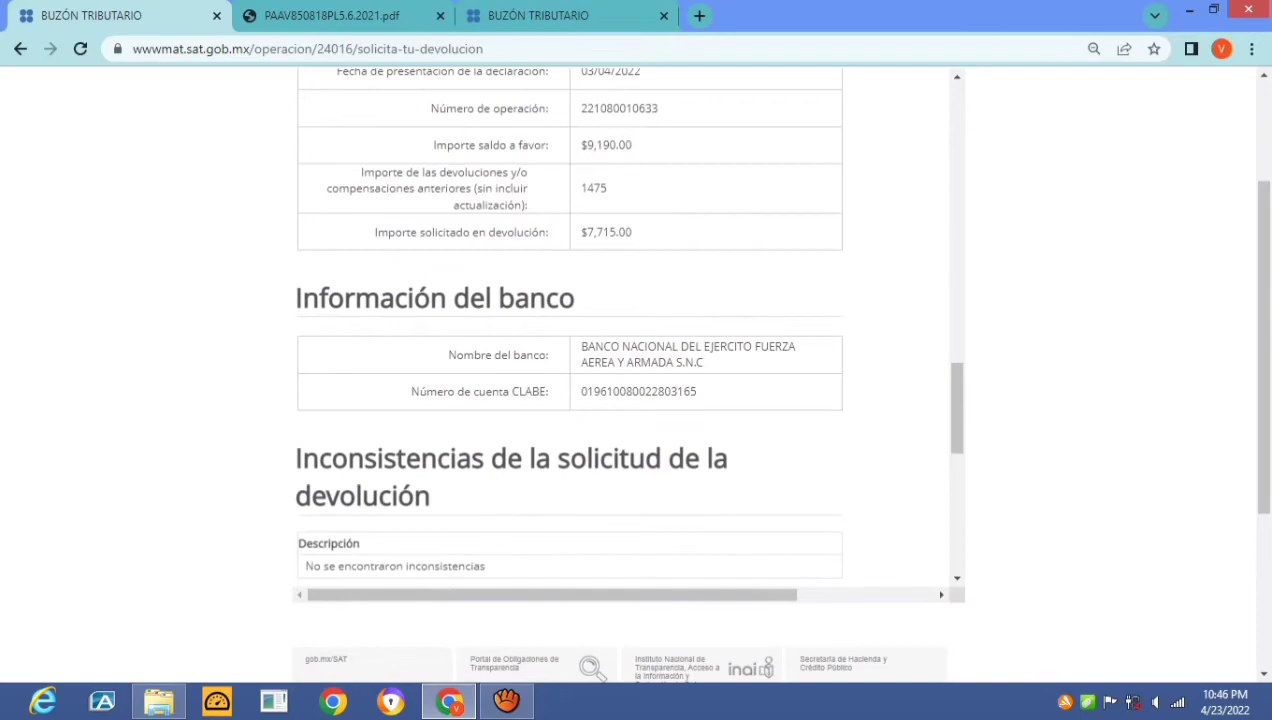 BUZÓN TRIBUTARIO
PAAV850818PL5.6.2021.pdf
BUZÓN TRIBUTARIO
wwwmat.sat.gob.mx/operacion/24016/solicita-tu-devolucion
V
Fecha de presentación de la declaración:
03/04/2022
Número de operación:
221080010633
Importe saldo a favor:
$9,190.00
Importe de las devoluciones y/o
compensaciones anteriores (sin incluir
actualización):
1475
Importe solicitado en devolución:
$7,715.00
Información del banco
Nombre del banco:
BANCO NACIONAL DEL EJERCITO FUERZA
AEREA Y ARMADA S.N.C
Número de cuenta CLABE:
019610080022803165
Inconsistencias de la solicitud de la
devolución
Descripción
No se encontraron inconsistencias
gob.mx/SAT
Portal de Obligaciones de
Transparencia
Instituto Nacional de
Transparencia, Acceso a
la Información y
inai
Secretaría de Hacienda y
Crédito Público
10:46 PM
4/23/2022